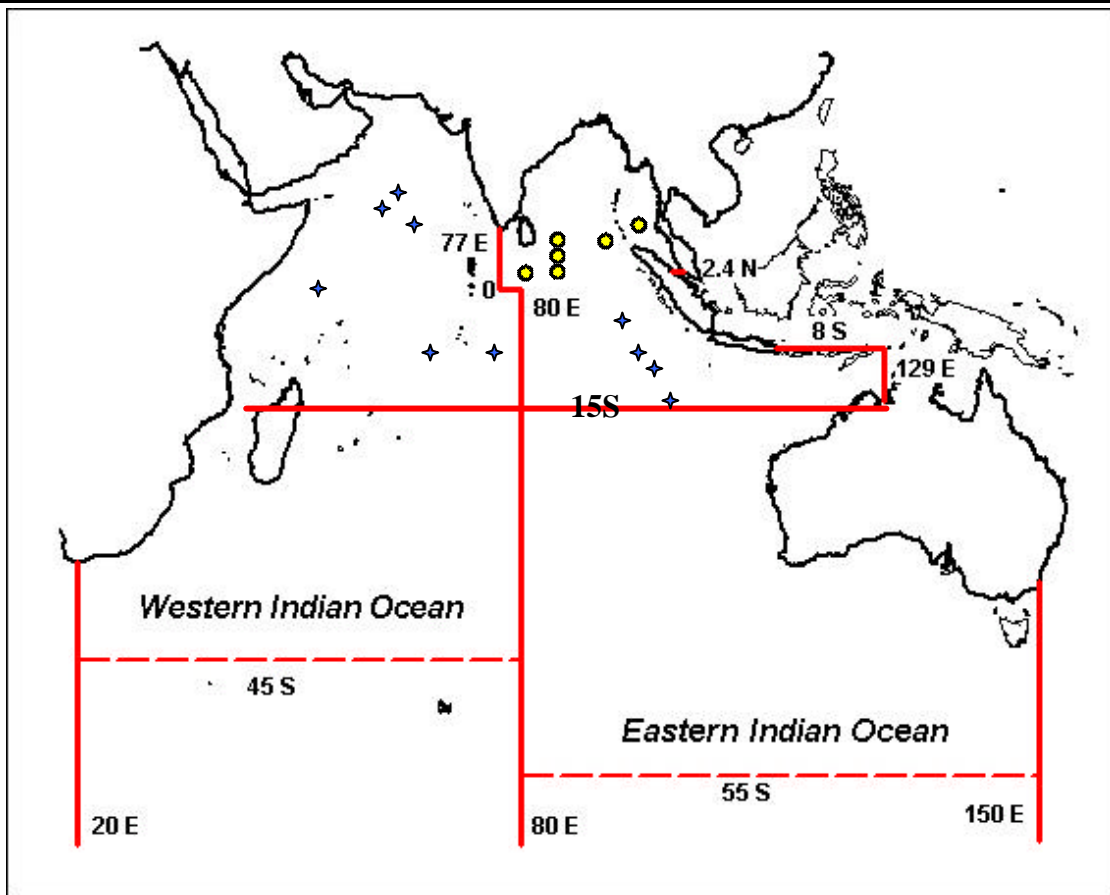 77 E
2.4 N
0
80 E
8 S
129 E
15S
Western Indian Ocean
45 S
Eastern Indian Ocean
55 S
20 E
80 E
150 E